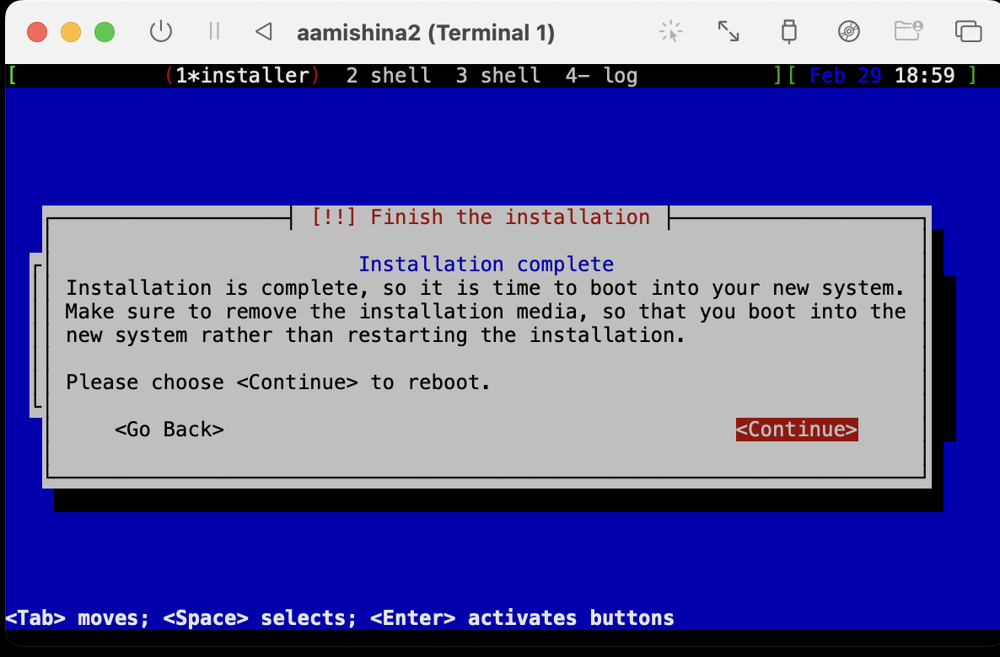 aamishina2 (Terminal 1)
[ (1*installer) 2 shell 3 shell 4- log ][ Feb 29 18:59 ]
[!!] Finish the installation
Installation complete
Installation is complete, so it is time to boot into your new system.
Make sure to remove the installation media, so that you boot into the
new system rather than restarting the installation.
Please choose <Continue> to reboot.
<Go Back> <Continue>
<Tab> moves; <Space> selects; <Enter> activates buttons